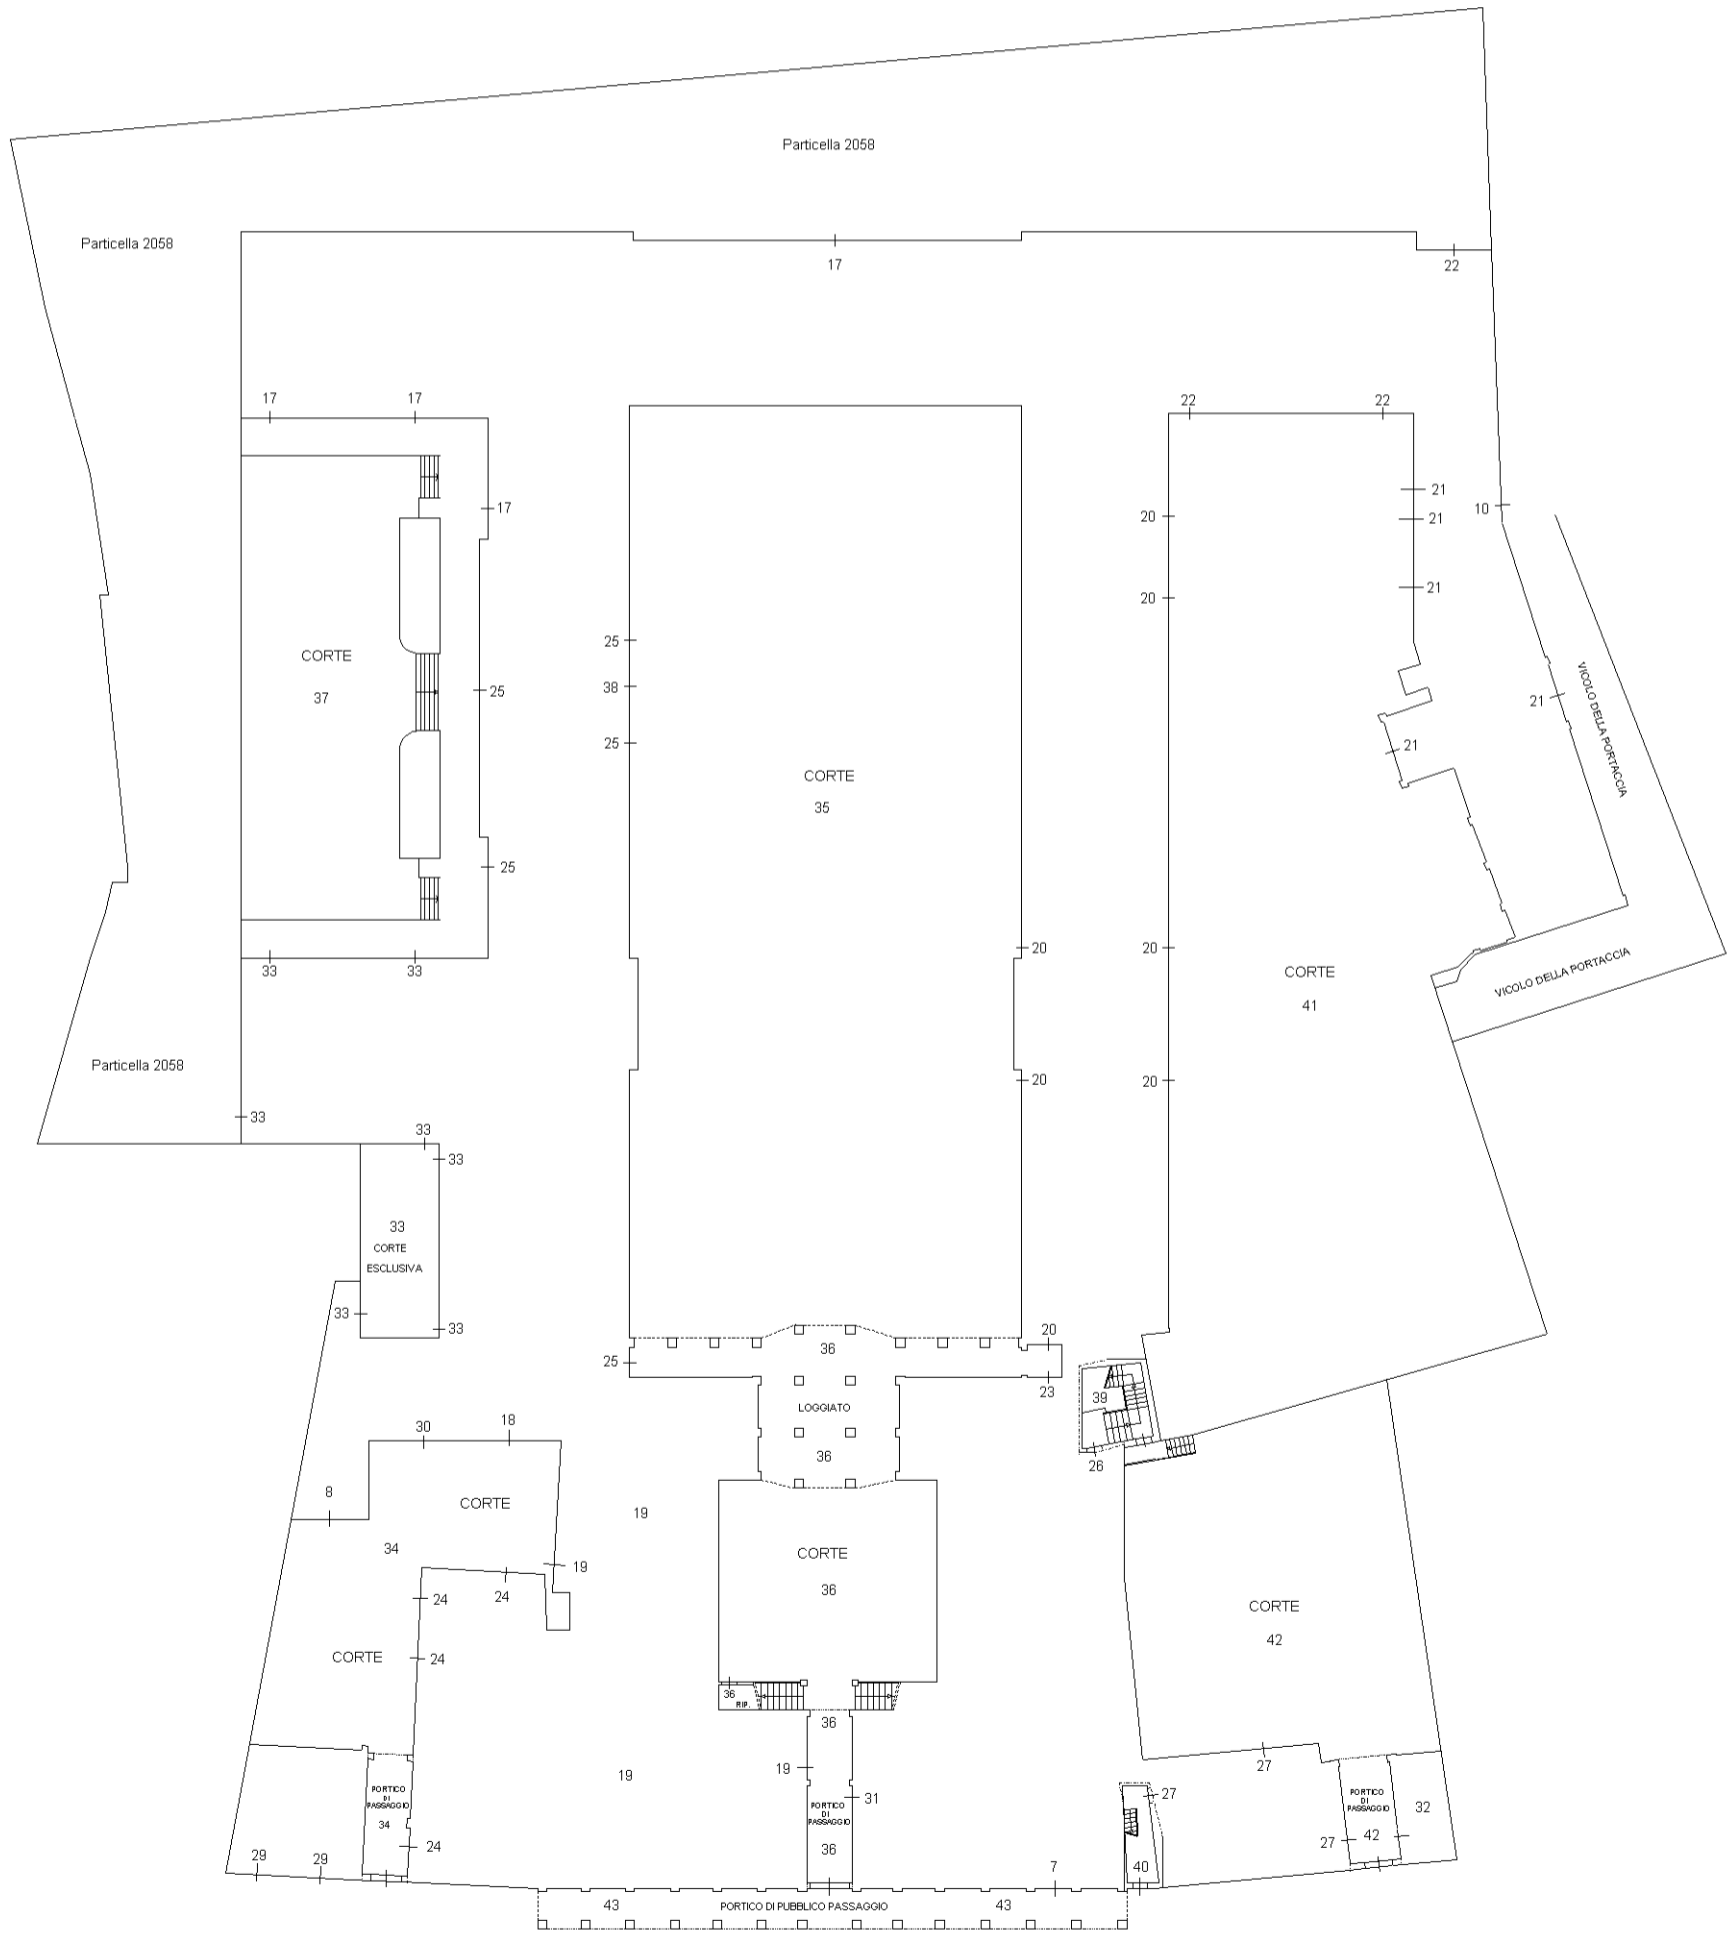 Particella 2058
Particella 2058
17
22
17
17
22
22
21
17
10
20
21
21
20
25
CORTE
VICOLO DELLA PORTACCIA
38
25
37
21
25
21
CORTE
35
25
20
20
VICOLO DELLA PORTACCIA
33
33
CORTE
41
Particella 2058
20
20
33
33
33
33
CORTE
ESCLUSIVA
33
33
20
36
25
23
39
LOGGIATO
18
30
36
26
8
CORTE
19
34
CORTE
19
36
24
24
CORTE
24
CORTE
42
36
RIP.
36
27
19
19
PORTICO
DI
PASSAGGIO
34
31
27
PORTICO
DI
PASSAGGIO
32
PORTICO
DI
PASSAGGIO
27
42
24
36
29
29
7
40
43
PORTICO DI PUBBLICO PASSAGGIO
43